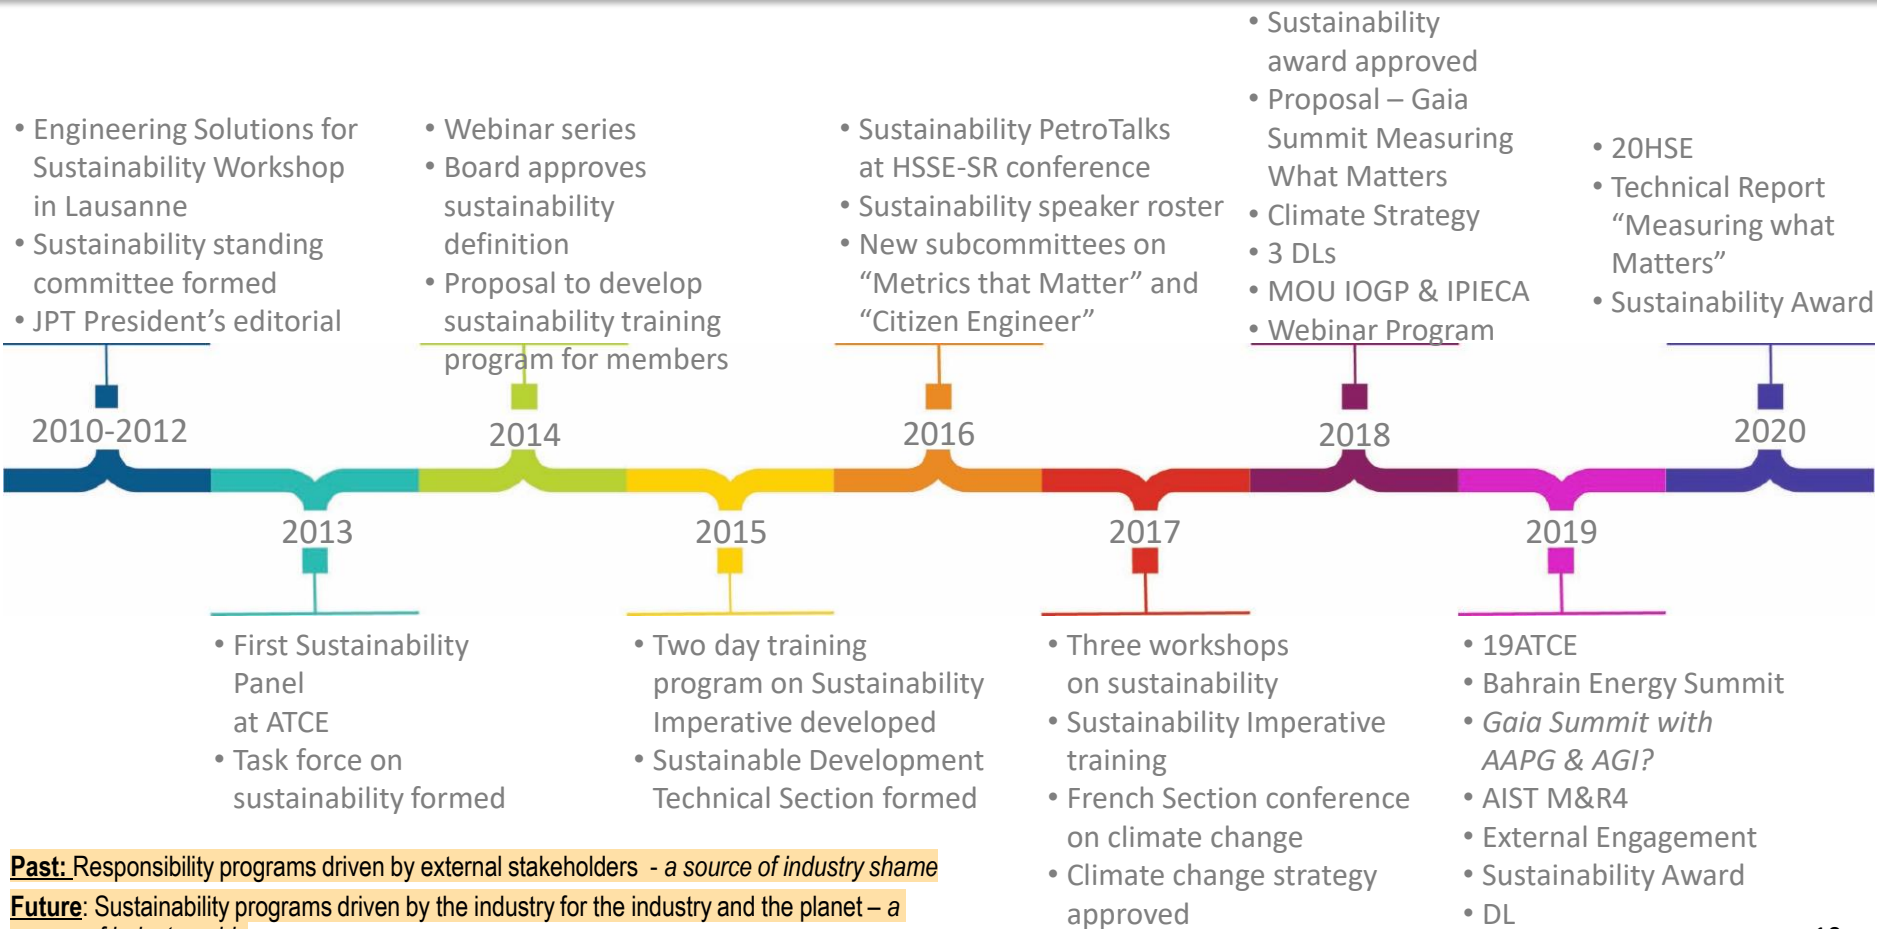 • Engineering Solutions for
Sustainability Workshop
in Lausanne
• Sustainability standing
committee formed
• JPT President’s editorial
2010-2012
• First Sustainability
Panel
at ATCE
• Task force on
sustainability formed
2013
• Webinar series
• Board approves
sustainability
definition
• Proposal to develop
sustainability training
program for members
2014
2015
• Two day training
program on Sustainability
Imperative developed
• Sustainable Development
Technical Section formed
• Sustainability PetroTalks
at HSSE-SR conference
• Sustainability speaker roster
• New subcommittees on
“Metrics that Matter” and
“Citizen Engineer”
2016
2017
• Three workshops
on sustainability
• Sustainability Imperative
training
• French Section conference
on climate change
• Climate change strategy
approved
• Sustainability
award approved
• Proposal – Gaia
Summit Measuring
What Matters
• Climate Strategy
• 3 DLs
• MOU IOGP & IPIECA
• Webinar Program
2018
2019
• 19ATCE
• Bahrain Energy Summit
• Gaia Summit with
AAPG & AGI?
• AIST M&R4
• External Engagement
• Sustainability Award
• DL
• 20HSE
• Technical Report
“Measuring what
Matters”
• Sustainability Award
2020
Past: Responsibility programs driven by external stakeholders - a source of industry shame
Future: Sustainability programs driven by the industry for the industry and the planet – a